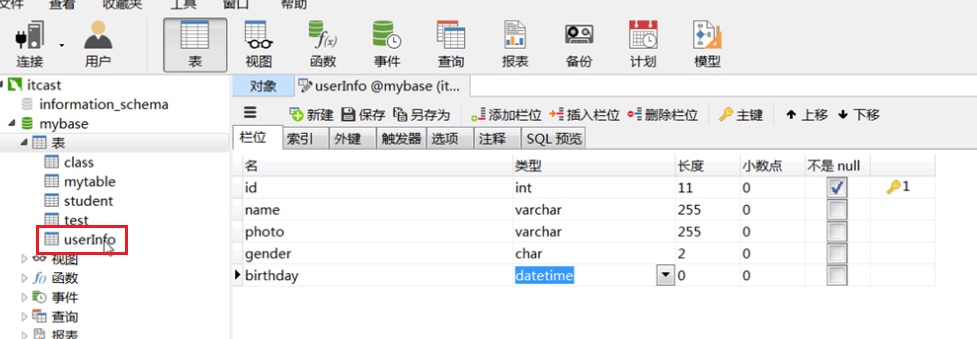 文件 查看 收藏夹 工具 窗口 帮助
连接 用户 表 视图 函数 事件 查询 报表 备份 计划 模型
f(x)
itcast
information_schema
mybase
表
class
mytable
student
test
userInfo
视图
f() 函数
事件
查询
报表
对象 userInfo @mybase (it...
新建 保存 另存为 添加栏位 插入栏位 删除栏位 主键 上移 下移
栏位 索引 外键 触发器 选项 注释 SQL 预览
名 类型 长度 小数点 不是 null
id int 11 0 1
name varchar 255 0
photo varchar 255 0
gender char 2 0
birthday datetime 0 0